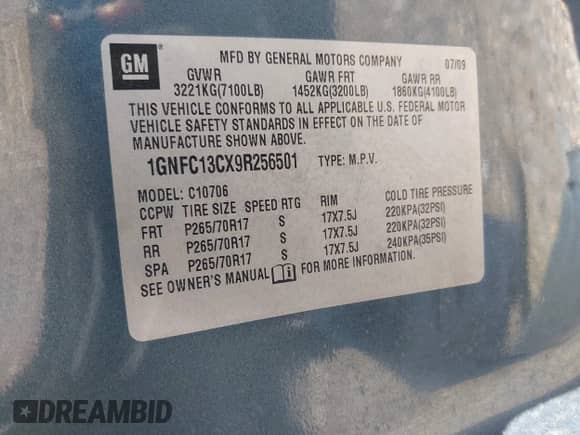 GM
MFD BY GENERAL MOTORS COMPANY 07/09
GVWR GAWR FRT GAWR RR
3221KG(7100LB) 1452KG(3200LB) 1860KG(4100LB)
THIS VEHICLE CONFORMS TO ALL APPLICABLE U.S. FEDERAL MOTOR
VEHICLE SAFETY STANDARDS IN EFFECT ON THE DATE OF
MANUFACTURE SHOWN ABOVE.
1GNFC13CX9R256501 TYPE: M.P.V.
MODEL: C10706
CCPW TIRE SIZE SPEED RTG RIM COLD TIRE PRESSURE
FRT P265/70R17 S 17X7.5J 220KPA(32PSI)
RR P265/70R17 S 17X7.5J 220KPA(32PSI)
SPA P265/70R17 S 17X7.5J 240KPA(35PSI)
SEE OWNER'S MANUAL FOR MORE INFORMATION.
DREAMBID